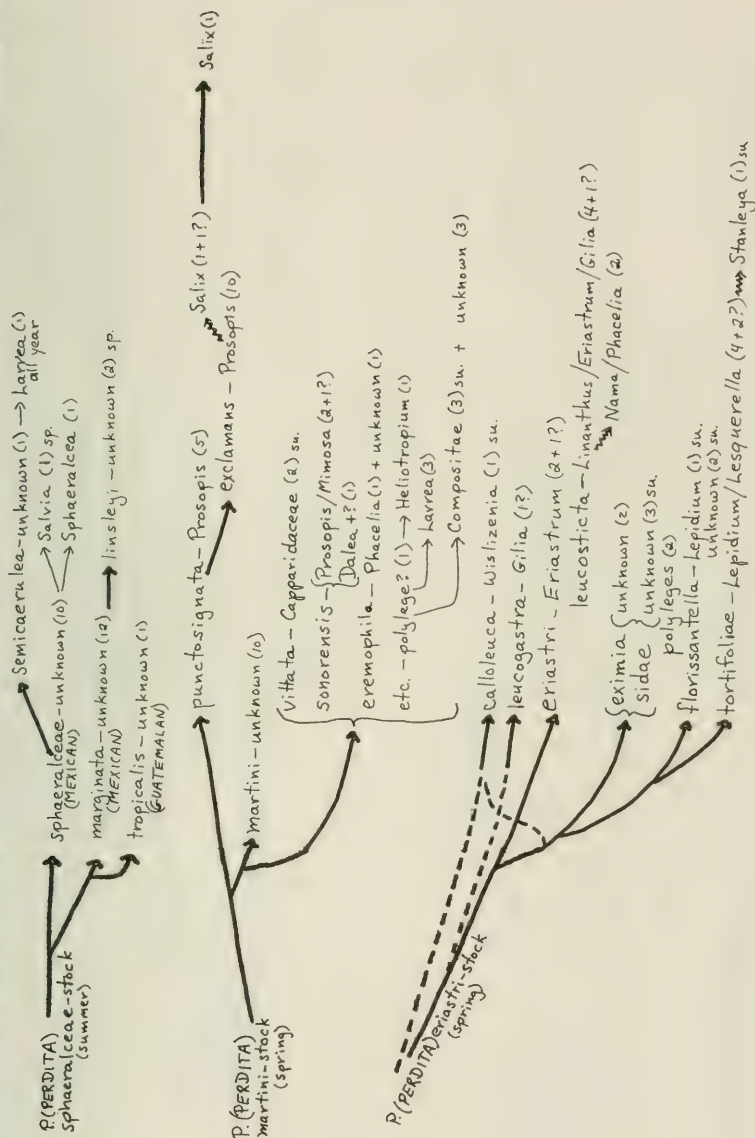 P.(PERDITA)
sphaeralceae-stock
(summer)
sphaeralceae-unknown (10)
(MEXICAN)
Semicaerulea-unknown (1) → Larrea (1)
all year
Salvia (1) sp.
Sphaeralcea (1)
marginata-unknown (12)
(MEXICAN)
linsleyi-unknown (2) sp.
tropicalis-unknown (1)
(GUATEMALAN)
P.(PERDITA)
martini-stock
(spring)
punctosignata-Prosopis (5)
Salix (1+1?)
Salix (1)
exclamans-Prosopis (10)
martini-unknown (10)
vittata-Capparidaceae (2) su.
sonorensis-{Prosopis/Mimosa (2+1?)
Dalea+? (1)
eremophila-Phacelia (1) + unknown (1)
etc.-polylege? (1) → Heliotropium (1)
Larrea (3)
Compositae (3) su. + unknown (3)
P.(PERDITA) eriastri-stock
(spring)
calloleuca-Wislizenia (1) su.
leucogastra-Gilia (1?)
eriastri-Eriastrum (2+1?)
leucosticta-Linanthus/Eriastrum/Gilia (4+1?)
Nama/Phacelia (2)
{eximia {unknown (2)
{sidae {unknown (3) su.
polyleges (2)
florissantella-Lepidium (1) su.
unknown (2) su.
tortifoliae-Lepidium/Lesquerella (4+2?) Stanleya (1) su